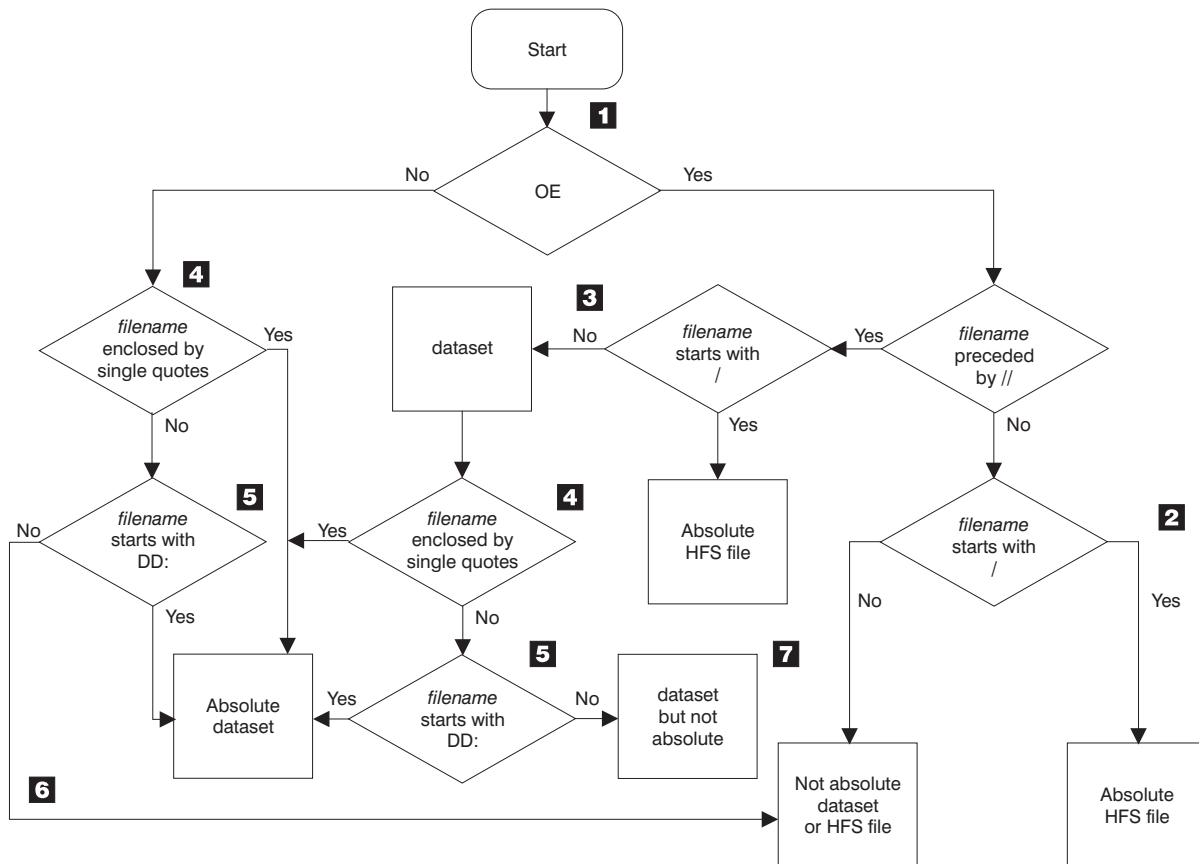 Start
1
No
OE
Yes
4
filename
enclosed by
single quotes
Yes
No
dataset
3
No
filename
starts with
/
Yes
Yes
filename
preceded
by //
No
5
No
filename
starts with
DD:
Yes
Yes
filename
enclosed by
single quotes
4
No
Absolute
HFS file
2
filename
starts with
/
No
Yes
Absolute
dataset
Yes
filename
starts with
DD:
5
No
dataset
but not
absolute
7
6
Not absolute
dataset
or HFS file
Absolute
HFS file